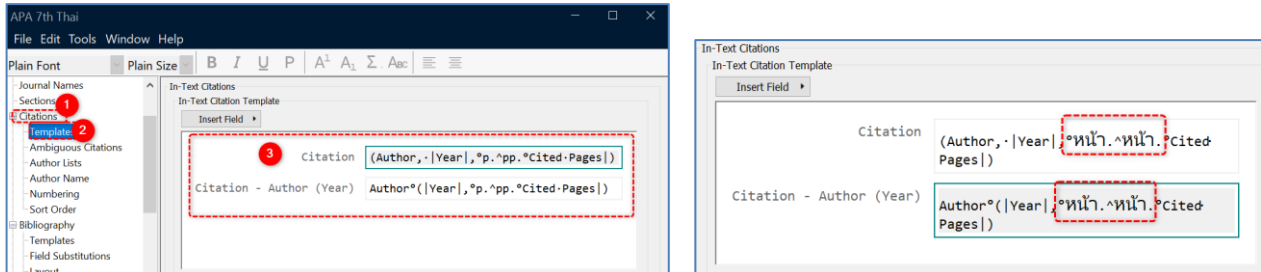 APA 7th Thai
File Edit Tools Window Help
Plain Font Plain Size B I U P A¹ A₁ Σ ABC
Journal Names
Sections
1
Citations
Templates 2
Ambiguous Citations
Author Lists
Author Name
Numbering
Sort Order
Bibliography
Templates
Field Substitutions
Layout
In-Text Citations
In-Text Citation Template
Insert Field
3 Citation (Author,·|Year|,°p.^pp.°Cited·Pages|)
Citation - Author (Year) Author°(|Year|,°p.^pp.°Cited·Pages|)
In-Text Citations
In-Text Citation Template
Insert Field
Citation (Author,·|Year|,°หน้า.^หน้า.°Cited·
Pages|)
Citation - Author (Year) Author°(|Year|,°หน้า.^หน้า.°Cited·
Pages|)